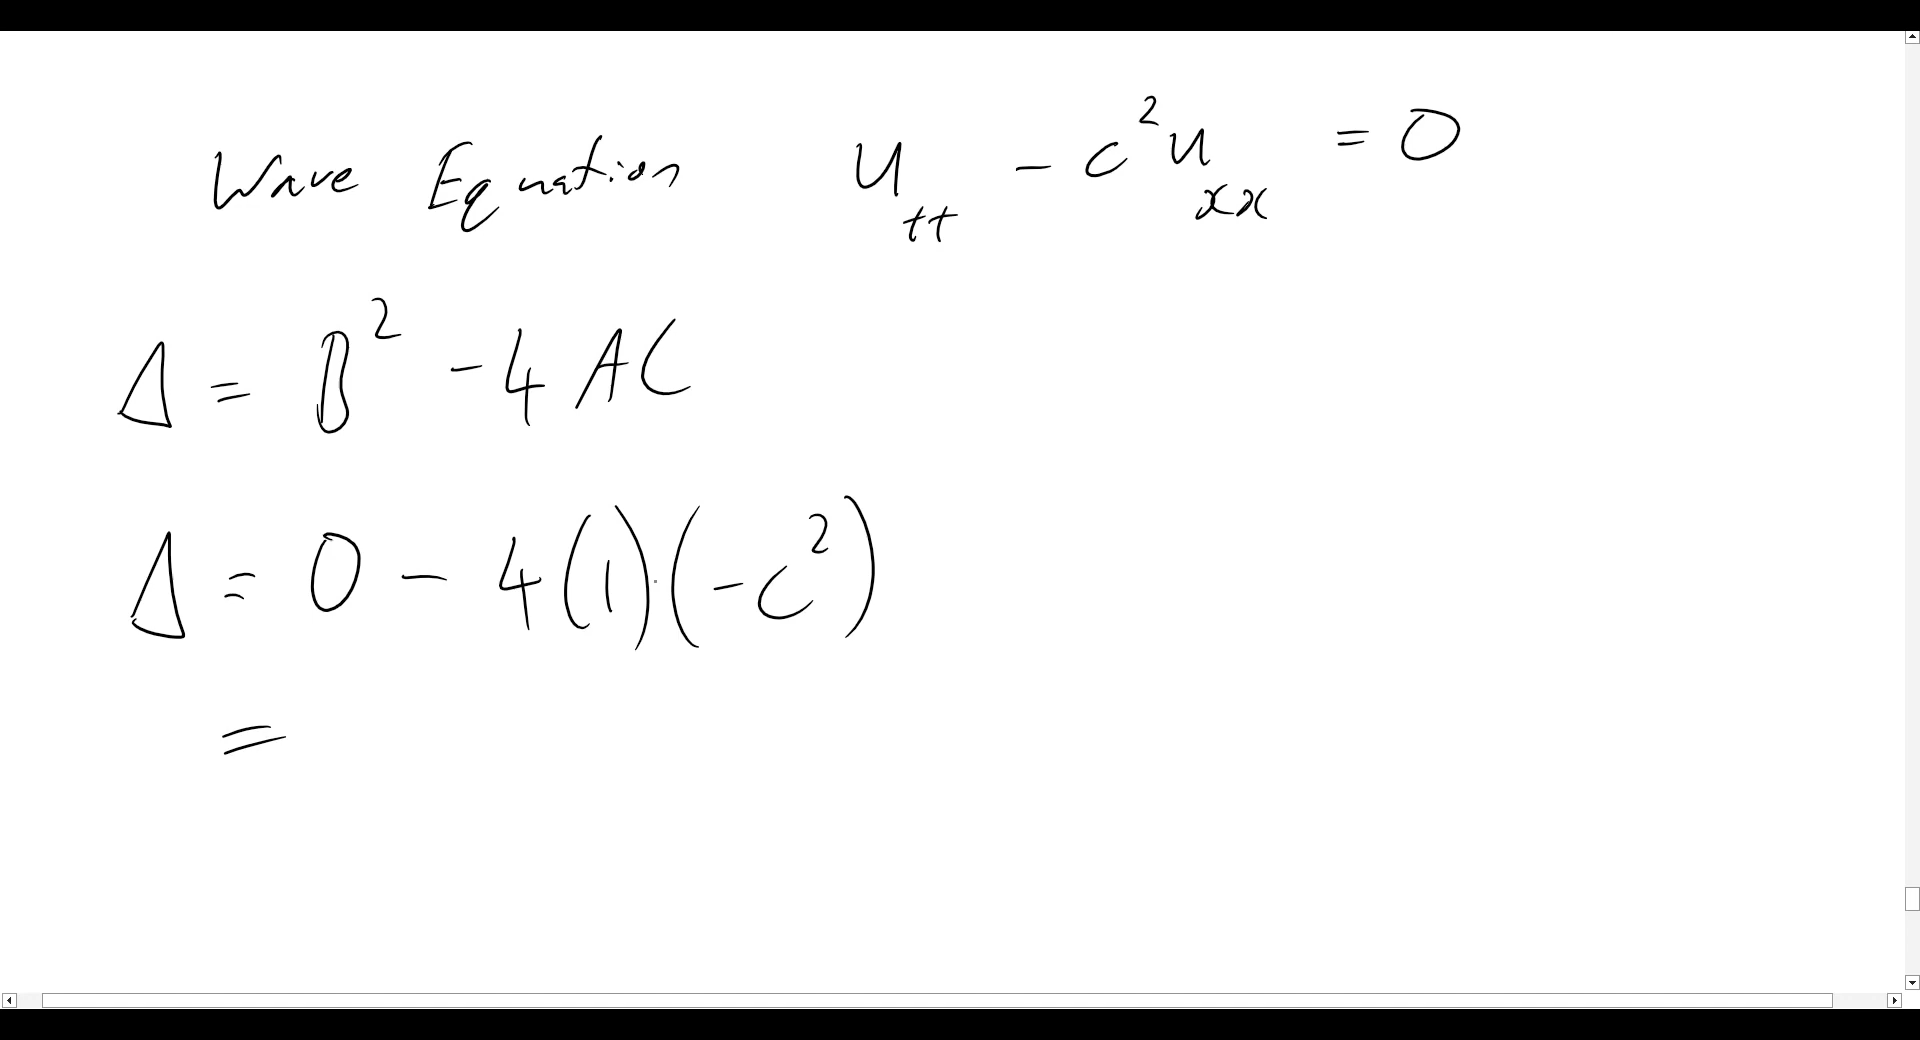 Wave Equation u_tt - c²u_xx = 0
Δ = B² - 4AC
Δ = 0 - 4(1)·(-c²)
=